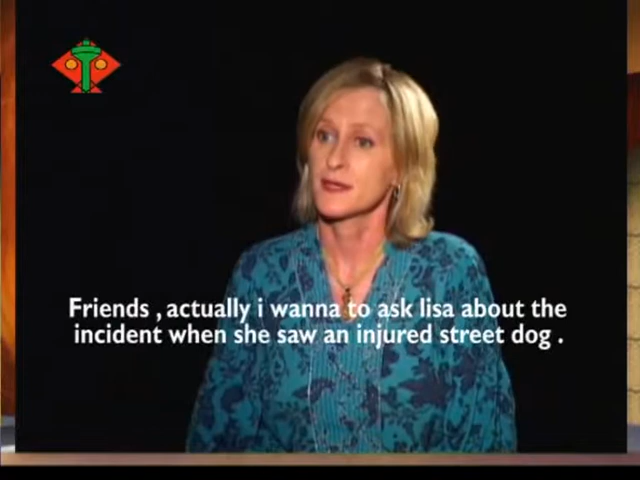 Friends , actually i wanna to ask lisa about the
incident when she saw an injured street dog .